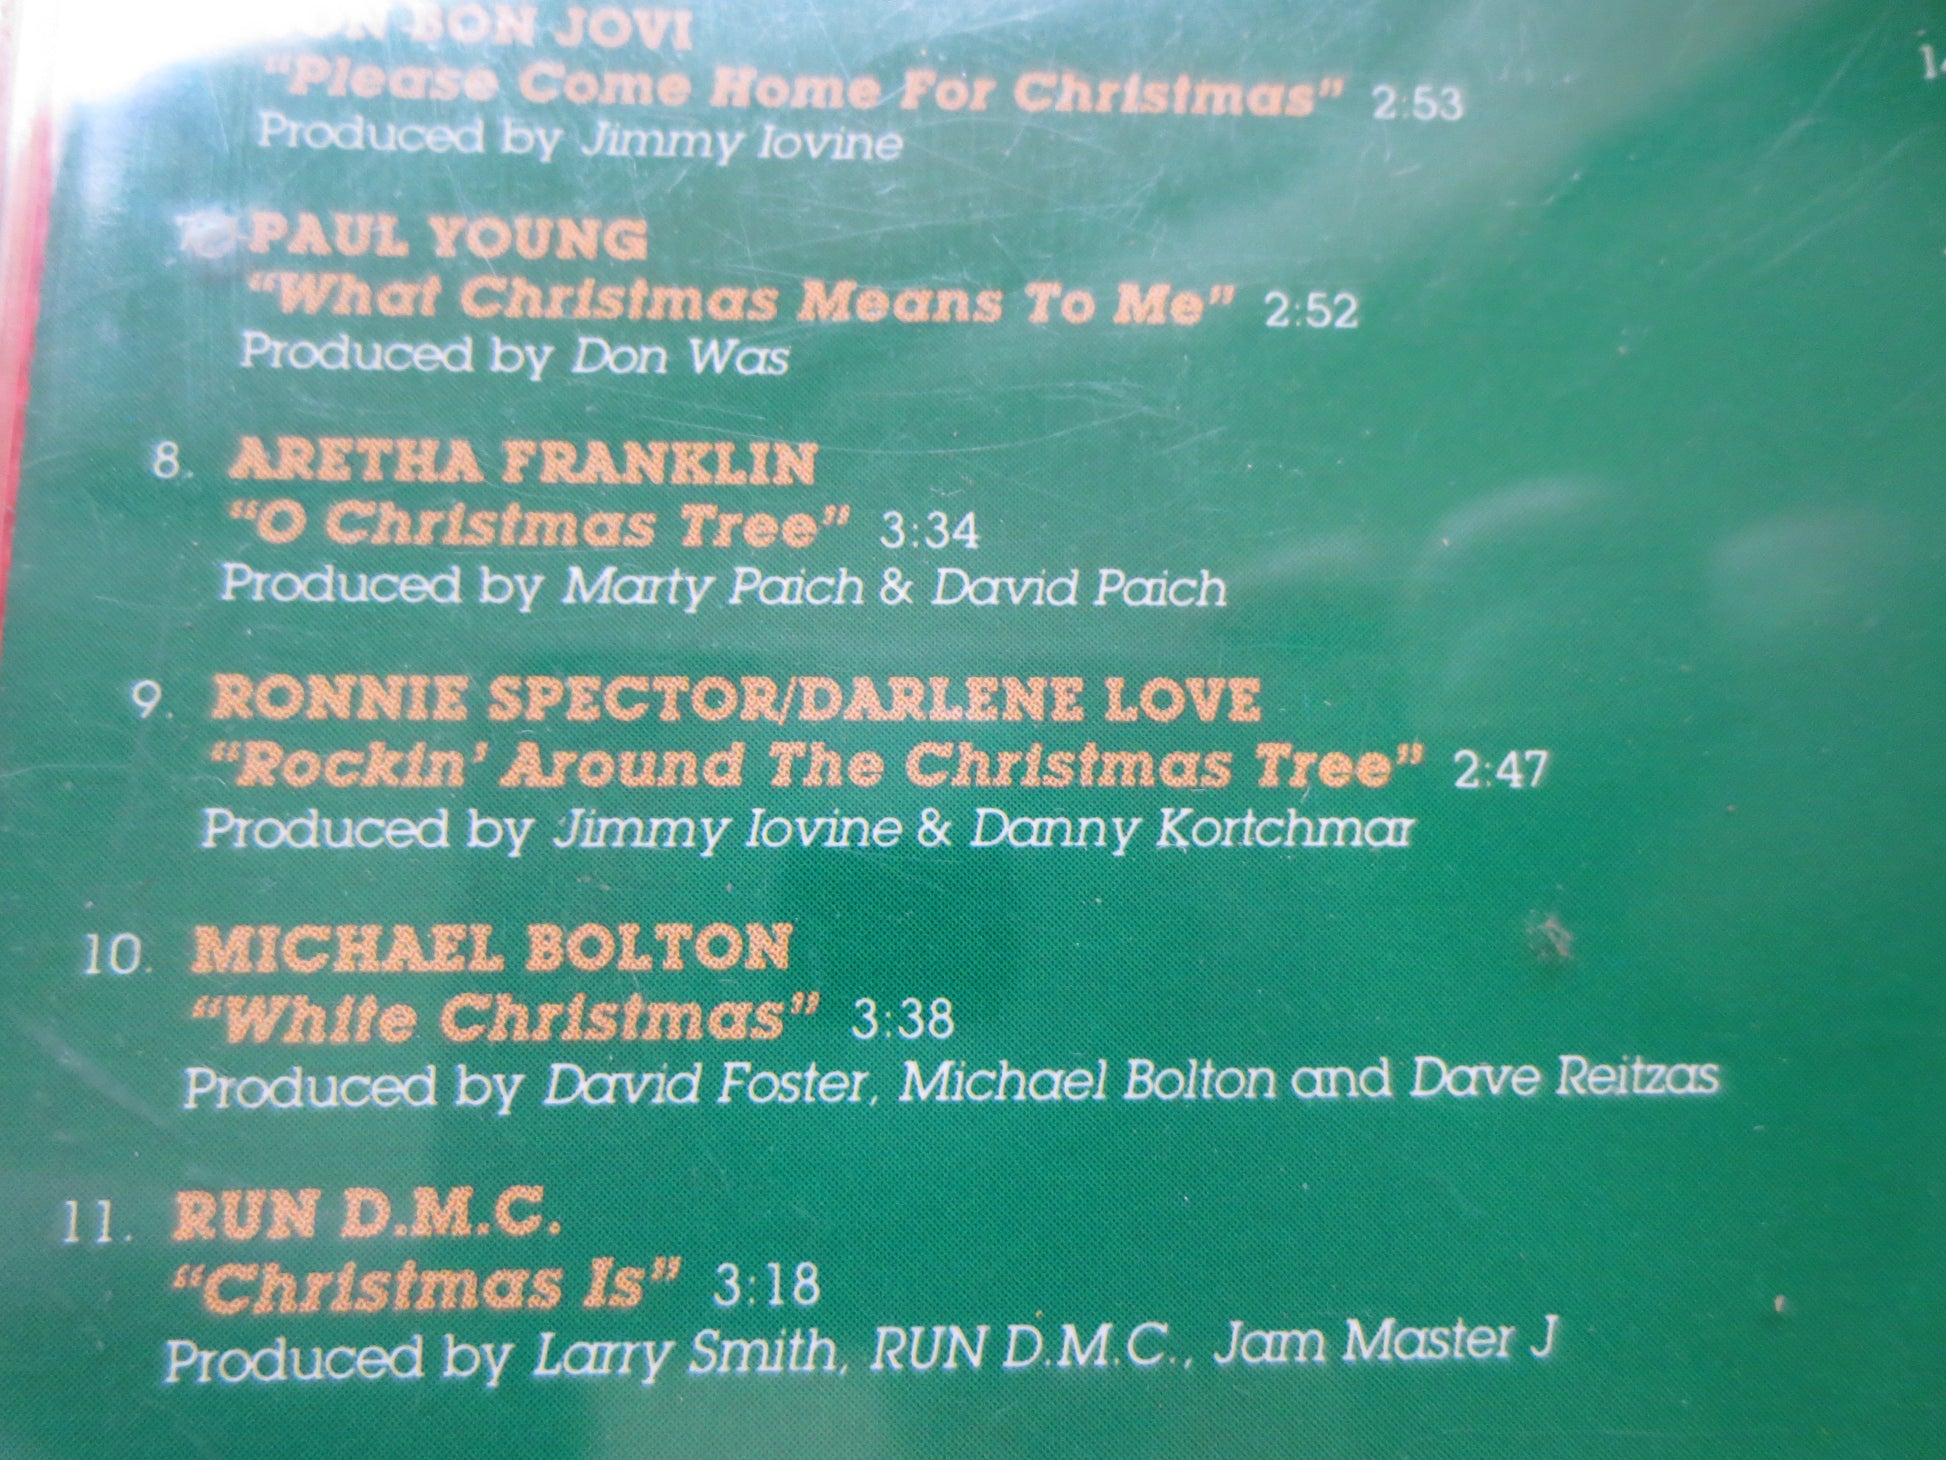 BON JOVI
"Please Come Home For Christmas" 2:53
Produced by Jimmy Iovine
PAUL YOUNG
"What Christmas Means To Me" 2:52
Produced by Don Was
8. ARETHA FRANKLIN
"O Christmas Tree" 3:34
Produced by Marty Paich & David Paich
9. RONNIE SPECTOR/DARLENE LOVE
"Rockin' Around The Christmas Tree" 2:47
Produced by Jimmy Iovine & Danny Kortchmar
10. MICHAEL BOLTON
"White Christmas" 3:38
Produced by David Foster, Michael Bolton and Dave Reitzas
11. RUN D.M.C.
"Christmas Is" 3:18
Produced by Larry Smith, RUN D.M.C., Jam Master J